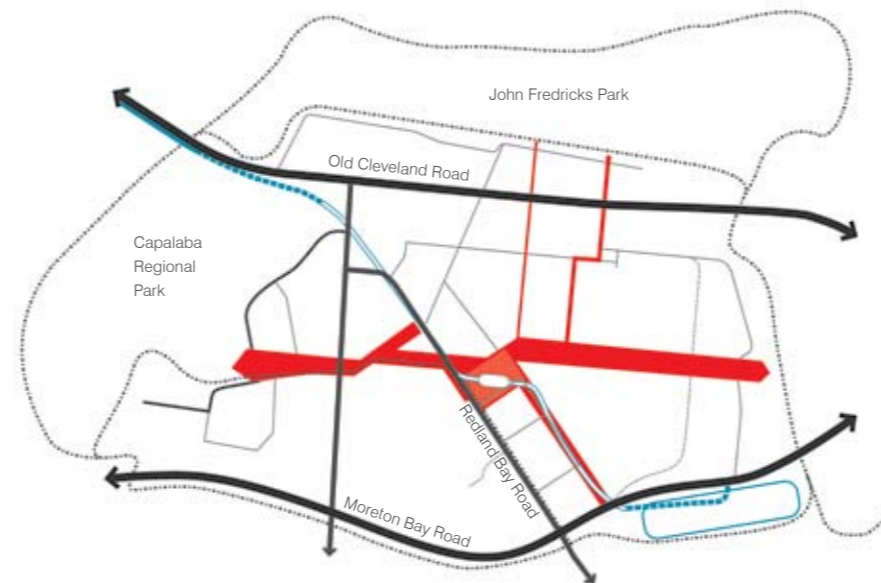 John Fredricks Park
Old Cleveland Road
Capalaba
Regional
Park
Redland Bay Road
Moreton Bay Road